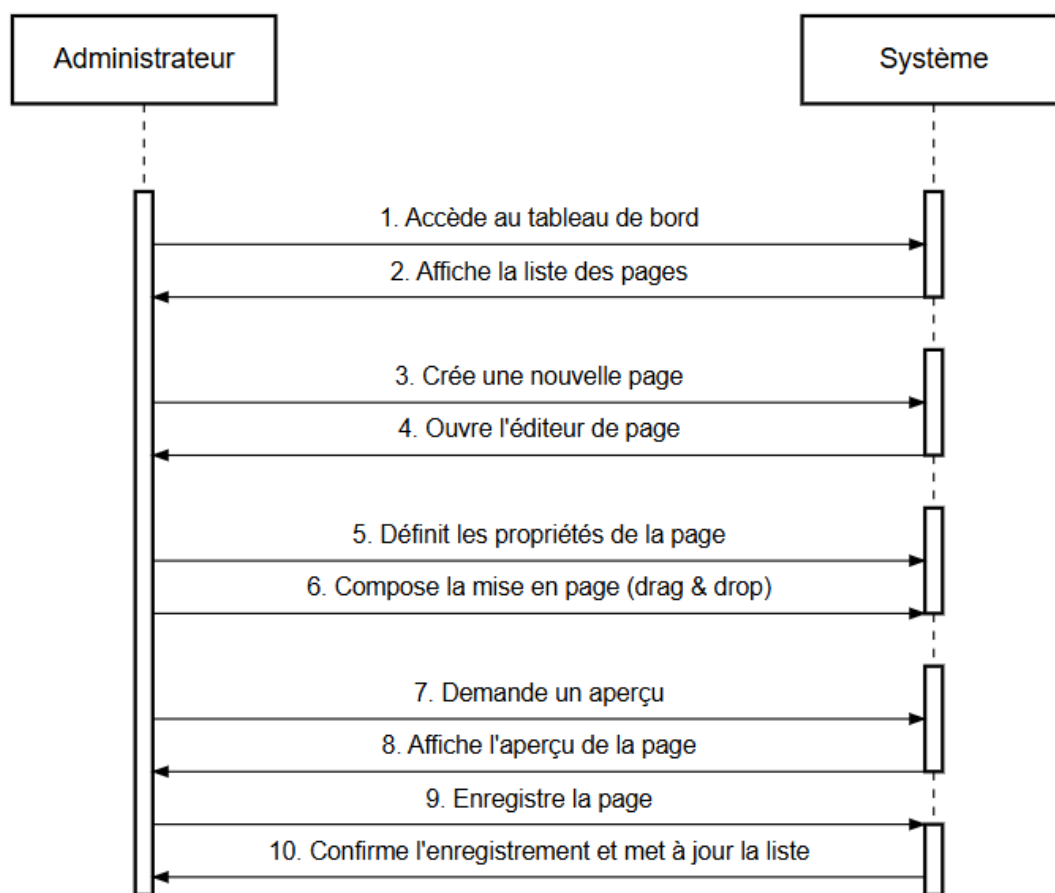 Administrateur
Système
1. Accède au tableau de bord
2. Affiche la liste des pages
3. Crée une nouvelle page
4. Ouvre l'éditeur de page
5. Définit les propriétés de la page
6. Compose la mise en page (drag & drop)
7. Demande un aperçu
8. Affiche l'aperçu de la page
9. Enregistre la page
10. Confirme l'enregistrement et met à jour la liste